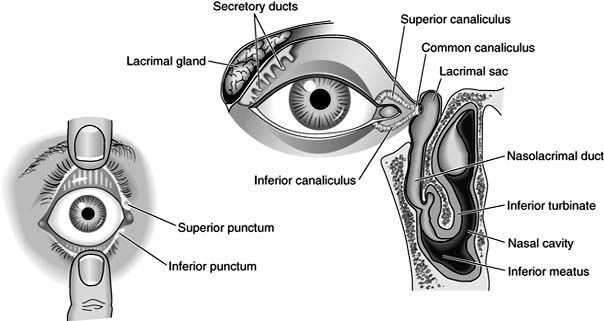 Secretory ducts
Superior canaliculus
Common canaliculus
Lacrimal gland
Lacrimal sac
Nasolacrimal duct
Inferior canaliculus
Inferior turbinate
Superior punctum
Nasal cavity
Inferior punctum
Inferior meatus